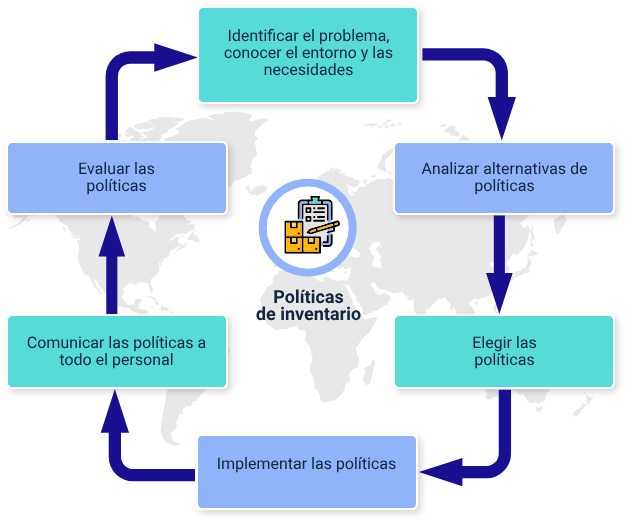 Identificar el problema,
conocer el entorno y las
necesidades
Evaluar las
políticas
Analizar alternativas de
políticas
Políticas
de inventario
Comunicar las políticas a
todo el personal
Elegir las
políticas
Implementar las políticas